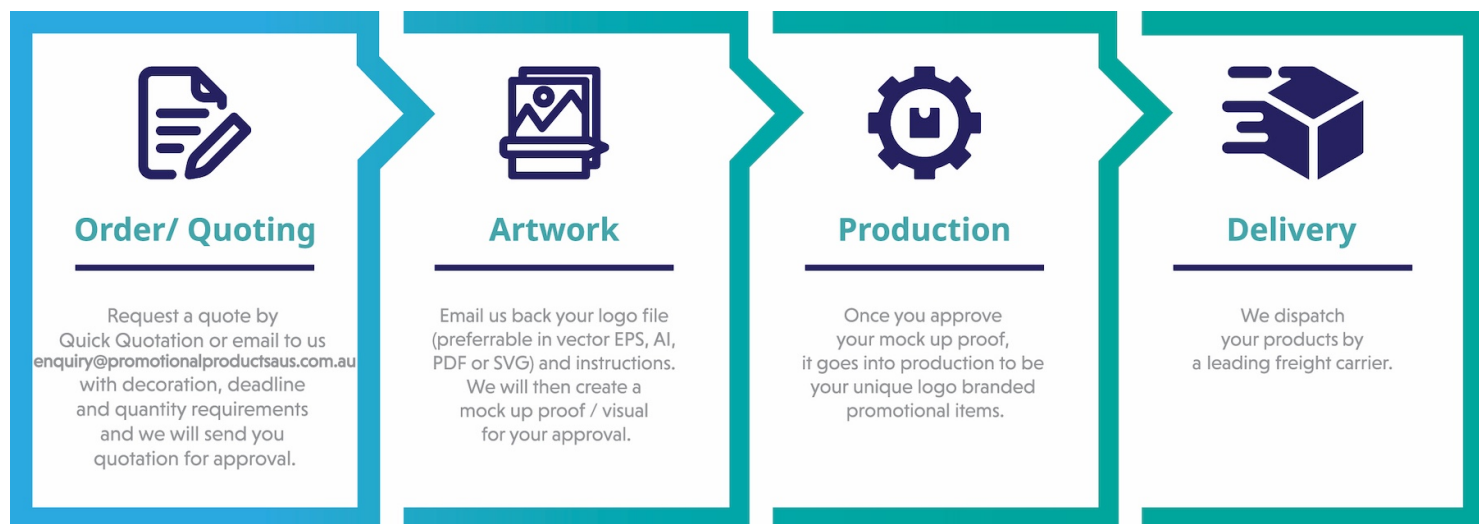 Order/ Quoting
Request a quote by
Quick Quotation or email to us
enquiry@promotionalproductsaus.com.au
with decoration, deadline
and quantity requirements
and we will send you
quotation for approval.
Artwork
Email us back your logo file
(preferrable in vector EPS, AI,
PDF or SVG) and instructions.
We will then create a
mock up proof / visual
for your approval.
Production
Once you approve
your mock up proof,
it goes into production to be
your unique logo branded
promotional items.
Delivery
We dispatch
your products by
a leading freight carrier.